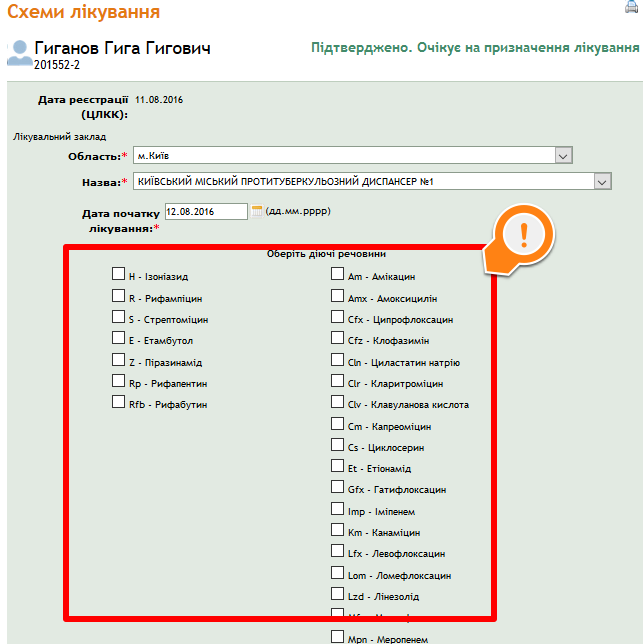 Схеми лікування
Гиганов Гига Гигович
201552-2
Підтверджено. Очікує на призначення лікування
Дата реєстрації 11.08.2016
(ЦЛКК):
Лікувальний заклад
Область:* м.Київ
Назва:* КИЇВСЬКИЙ МІСЬКИЙ ПРОТИТУБЕРКУЛЬОЗНИЙ ДИСПАНСЕР №1
Дата початку 12.08.2016 (дд.мм.рррр)
лікування:*
Оберіть діючі речовини
H - Ізоніазид
R - Рифампіцин
S - Стрептоміцин
E - Етамбутол
Z - Піразинамід
Rp - Рифапентин
Rfb - Рифабутин
Am - Амікацин
Amx - Амоксицилін
Cfx - Ципрофлоксацин
Cfz - Клофазимін
Cln - Циластатин натрію
Clr - Кларитроміцин
Clv - Клавуланова кислота
Cm - Капреоміцин
Cs - Циклосерин
Et - Етіонамід
Gfx - Гатифлоксацин
Imp - Іміпенем
Km - Канаміцин
Lfx - Левофлоксацин
Lom - Ломефлоксацин
Lzd - Лінезолід
Mpn - Меропенем